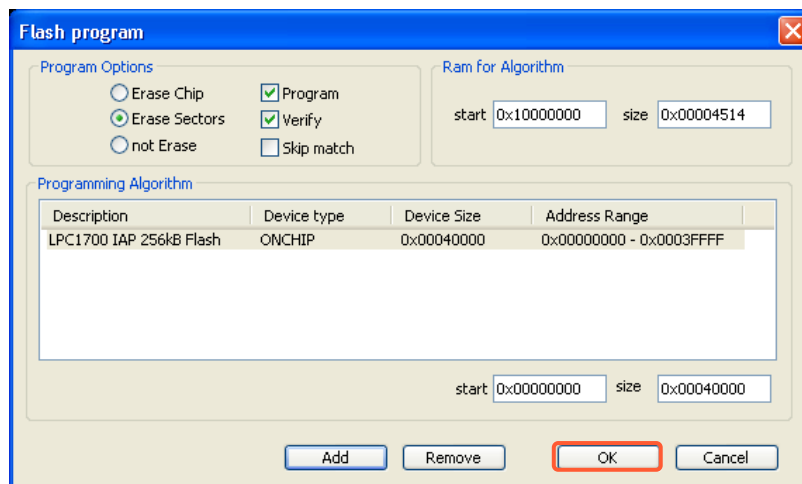 Flash program
Program Options
Erase Chip
Program
Erase Sectors
Verify
not Erase
Skip match
Ram for Algorithm
start 0x10000000 size 0x00004514
Programming Algorithm
Description Device type Device Size Address Range
LPC1700 IAP 256kB Flash ONCHIP 0x00040000 0x00000000 - 0x0003FFFF
start 0x00000000 size 0x00040000
Add Remove OK Cancel